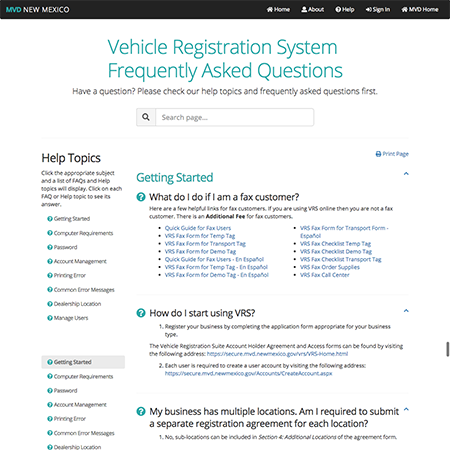 MVD NEW MEXICO
Home
About
Help
Sign In
MVD Home
Vehicle Registration System
Frequently Asked Questions
Have a question? Please check our help topics and frequently asked questions first.
Search page...
Print Page
Help Topics
Click the appropriate subject
and a list of FAQs and Help
topics will display. Click on each
FAQ or Help topic to see its
answer.
Getting Started
Computer Requirements
Password
Account Management
Printing Error
Common Error Messages
Dealership Location
Manage Users
Getting Started
Computer Requirements
Password
Account Management
Printing Error
Common Error Messages
Dealership Location
Getting Started
What do I do if I am a fax customer?
Here are a few helpful links for fax customers. If you are using VRS online then you are not a fax
customer. There is an Additional Fee for fax customers.
Quick Guide for Fax Users
VRS Fax Form for Temp Tag
VRS Fax Form for Transport Tag
VRS Fax Form for Demo Tag
Quick Guide for Fax Users - En Español
VRS Fax Form for Temp Tag - En Español
VRS Fax Form for Demo Tag - En Español
VRS Fax Form for Transport Form -
Español
VRS Fax Checklist Temp Tag
VRS Fax Checklist Demo Tag
VRS Fax Checklist Transport Tag
VRS Fax Order Supplies
VRS Fax Call Center
How do I start using VRS?
1. Register your business by completing the application form appropriate for your business
type.
The Vehicle Registration Suite Account Holder Agreement and Access forms can be found by visiting
the following address: https://secure.mvd.newmexico.gov/vrs/VRS-Home.html
2. Each user is required to create a user account by visiting the following address:
https://secure.mvd.newmexico.gov/Accounts/CreateAccount.aspx
My business has multiple locations. Am I required to submit
a separate registration agreement for each location?
1. No, sub-locations can be included in Section 4: Additional Locations of the agreement form.